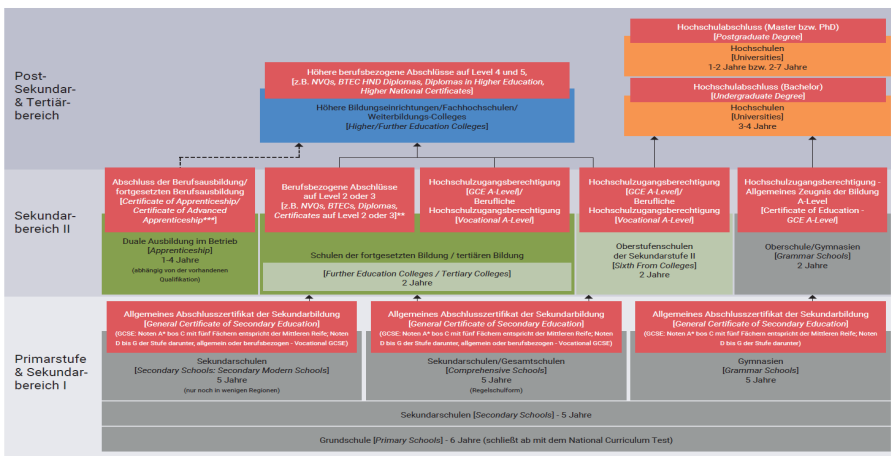 Post-
Sekundar-
& Tertiär-
bereich
Hochschulabschluss (Master bzw. PhD)
[Postgraduate Degree]
Hochschulen
[Universities]
1-2 Jahre bzw. 2-7 Jahre
Höhere berufsbezogene Abschlüsse auf Level 4 und 5,
[z.B. NVQs, BTEC HND Diplomas, Diplomas in Higher Education,
Higher National Certificates]
Höhere Bildungseinrichtungen/Fachhochschulen/
Weiterbildungs-Colleges
[Higher/Further Education Colleges]
Hochschulabschluss (Bachelor)
[Undergraduate Degree]
Hochschulen
[Universities]
3-4 Jahre
Sekundar-
bereich II
Abschluss der Berufsausbildung/
fortgesetzten Berufsausbildung
[Certificate of Apprenticeship/
Certificate of Advanced
Apprenticeship***]
Duale Ausbildung im Betrieb
[Apprenticeship]
1-4 Jahre
(abhängig von der vorhandenen
Qualifikation)
Berufsbezogene Abschlüsse
auf Level 2 oder 3
[z.B. NVQs, BTECs, Diplomas,
Certificates auf Level 2 oder 3]**
Hochschulzugangsberechtigung
[GCE A-Level]/
Berufliche
Hochschulzugangsberechtigung
[Vocational A-Level]
Schulen der fortgesetzten Bildung / tertiären Bildung
[Further Education Colleges / Tertiary Colleges]
2 Jahre
Hochschulzugangsberechtigung
[GCE A-Level]/
Berufliche
Hochschulzugangsberechtigung
[Vocational A-Level]
Oberstufenschulen
der Sekundarstufe II
[Sixth From Colleges]
2 Jahre
Hochschulzugangsberechtigung -
Allgemeines Zeugnis der Bildung
A-Level
[Certificate of Education -
GCE A-Level]
Oberschule/Gymnasien
[Grammar Schools]
2 Jahre
Primarstufe
& Sekundar-
bereich I
Allgemeines Abschlusszertifikat der Sekundarbildung
[General Certificate of Secondary Education]
(GCSE: Noten A* bos C mit fünf Fächern entspricht der Mittleren Reife; Noten
D bis G der Stufe darunter, allgemein oder berufsbezogen - Vocational GCSE)
Sekundarschulen
[Secondary Schools: Secondary Modern Schools]
5 Jahre
(nur noch in wenigen Regionen)
Allgemeines Abschlusszertifikat der Sekundarbildung
[General Certificate of Secondary Education]
(GCSE: Noten A* bos C mit fünf Fächern entspricht der Mittleren Reife; Noten
D bis G der Stufe darunter, allgemein oder berufsbezogen - Vocational GCSE)
Sekundarschulen/Gesamtschulen
[Comprehensive Schools]
5 Jahre
(Regelschulform)
Allgemeines Abschlusszertifikat der Sekundarbildung
[General Certificate of Secondary Education]
(GCSE: Noten A* bos C mit fünf Fächern entspricht der Mittleren Reife; Noten
D bis G der Stufe darunter)
Gymnasien
[Grammar Schools]
5 Jahre
Sekundarschulen [Secondary Schools] - 5 Jahre
Grundschule [Primary Schools] - 6 Jahre (schließt ab mit dem National Curriculum Test)